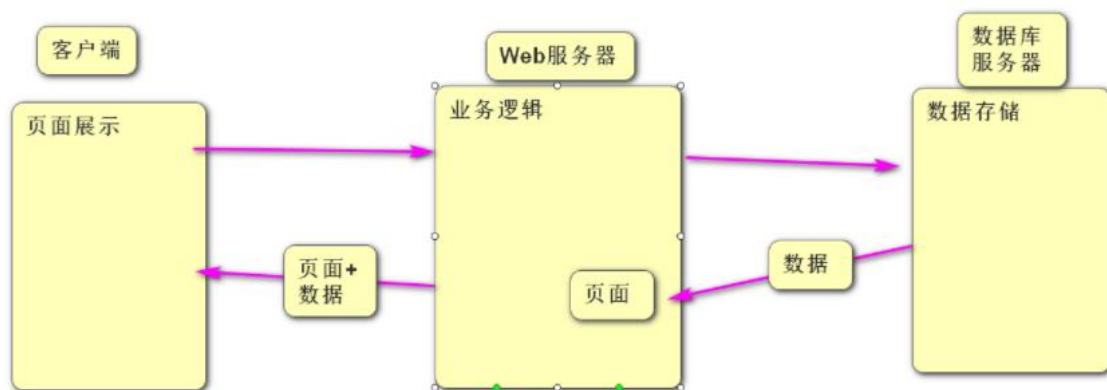 客户端
Web服务器
数据库
服务器
页面展示
业务逻辑
数据存储
页面+
数据
页面
数据